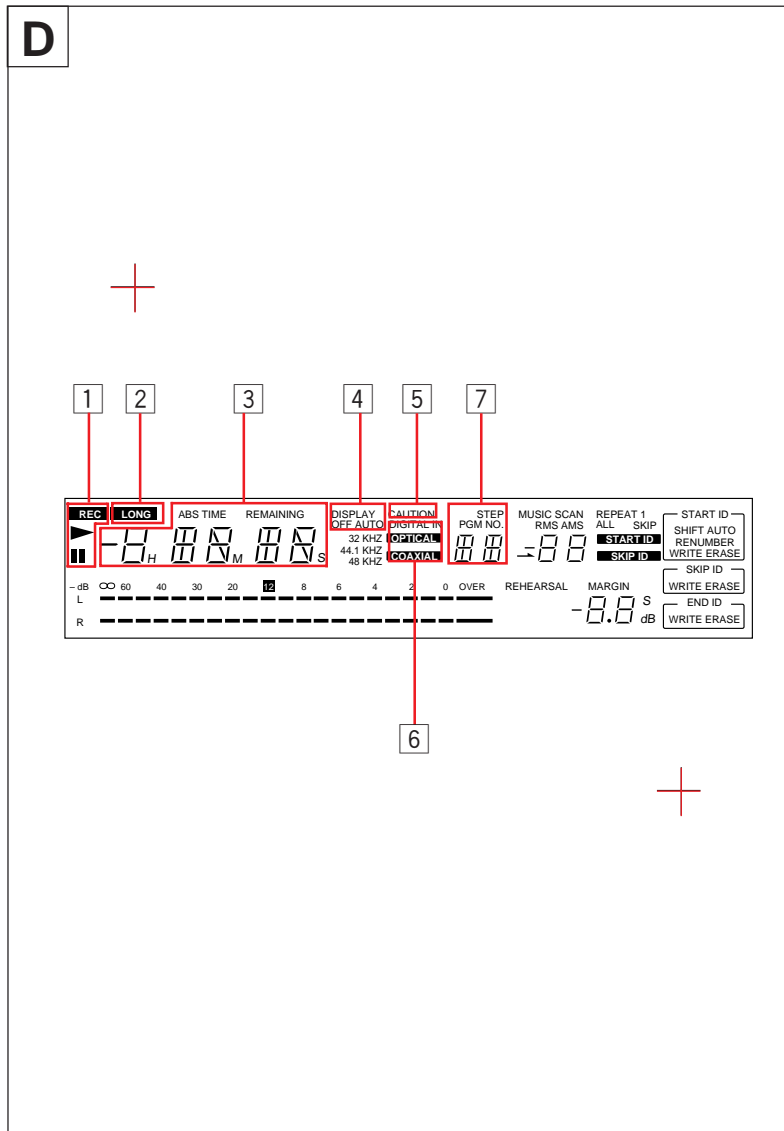 D
1 2 3 4 5 7
REC LONG ABS TIME REMAINING DISPLAY CAUTION STEP MUSIC SCAN REPEAT 1 START ID
OFF AUTO DIGITAL IN PGM NO. RMS AMS ALL SKIP SHIFT AUTO
H M S 32 KHZ OPTICAL START ID RENUMBER
44.1 KHZ COAXIAL SKIP ID WRITE ERASE
48 KHZ
SKIP ID
– dB ∞ 60 40 30 20 12 8 6 4 2 0 OVER REHEARSAL MARGIN WRITE ERASE
L -8.8 S END ID
R dB WRITE ERASE
6